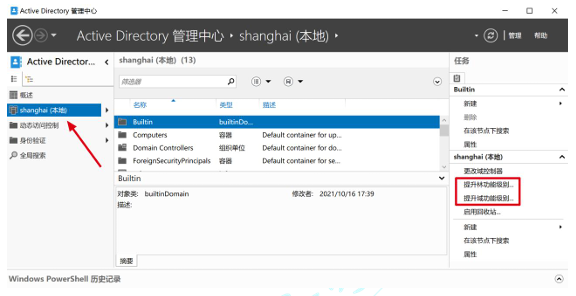 Active Directory 管理中心
Active Directory 管理中心 • shanghai (本地) •
管理 帮助
Active Director...
概述
shanghai (本地)
动态访问控制
身份验证
全局搜索
shanghai (本地) (13)
筛选器
名称 类型 描述
Builtin builtinDo...
Computers 容器 Default container for up...
Domain Controllers 组织单位 Default container for do...
ForeignSecurityPrincipals 容器 Default container for se...
Builtin
对象类: builtinDomain 修改者: 2021/10/16 17:39
描述:
摘要
任务
Builtin
新建
删除
在该节点下搜索
属性
shanghai (本地)
更改域控制器
提升林功能级别...
提升域功能级别...
启用回收站...
新建
在该节点下搜索
属性
Windows PowerShell 历史记录